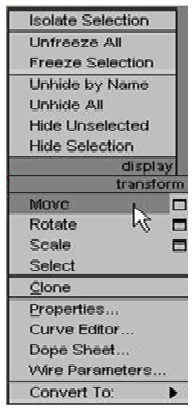 Isolate Selection
Unfreeze All
Freeze Selection
Unhide by Name
Unhide All
Hide Unselected
Hide Selection
display
transform
Move
Rotate
Scale
Select
Clone
Properties...
Curve Editor...
Dope Sheet...
Wire Parameters...
Convert To: